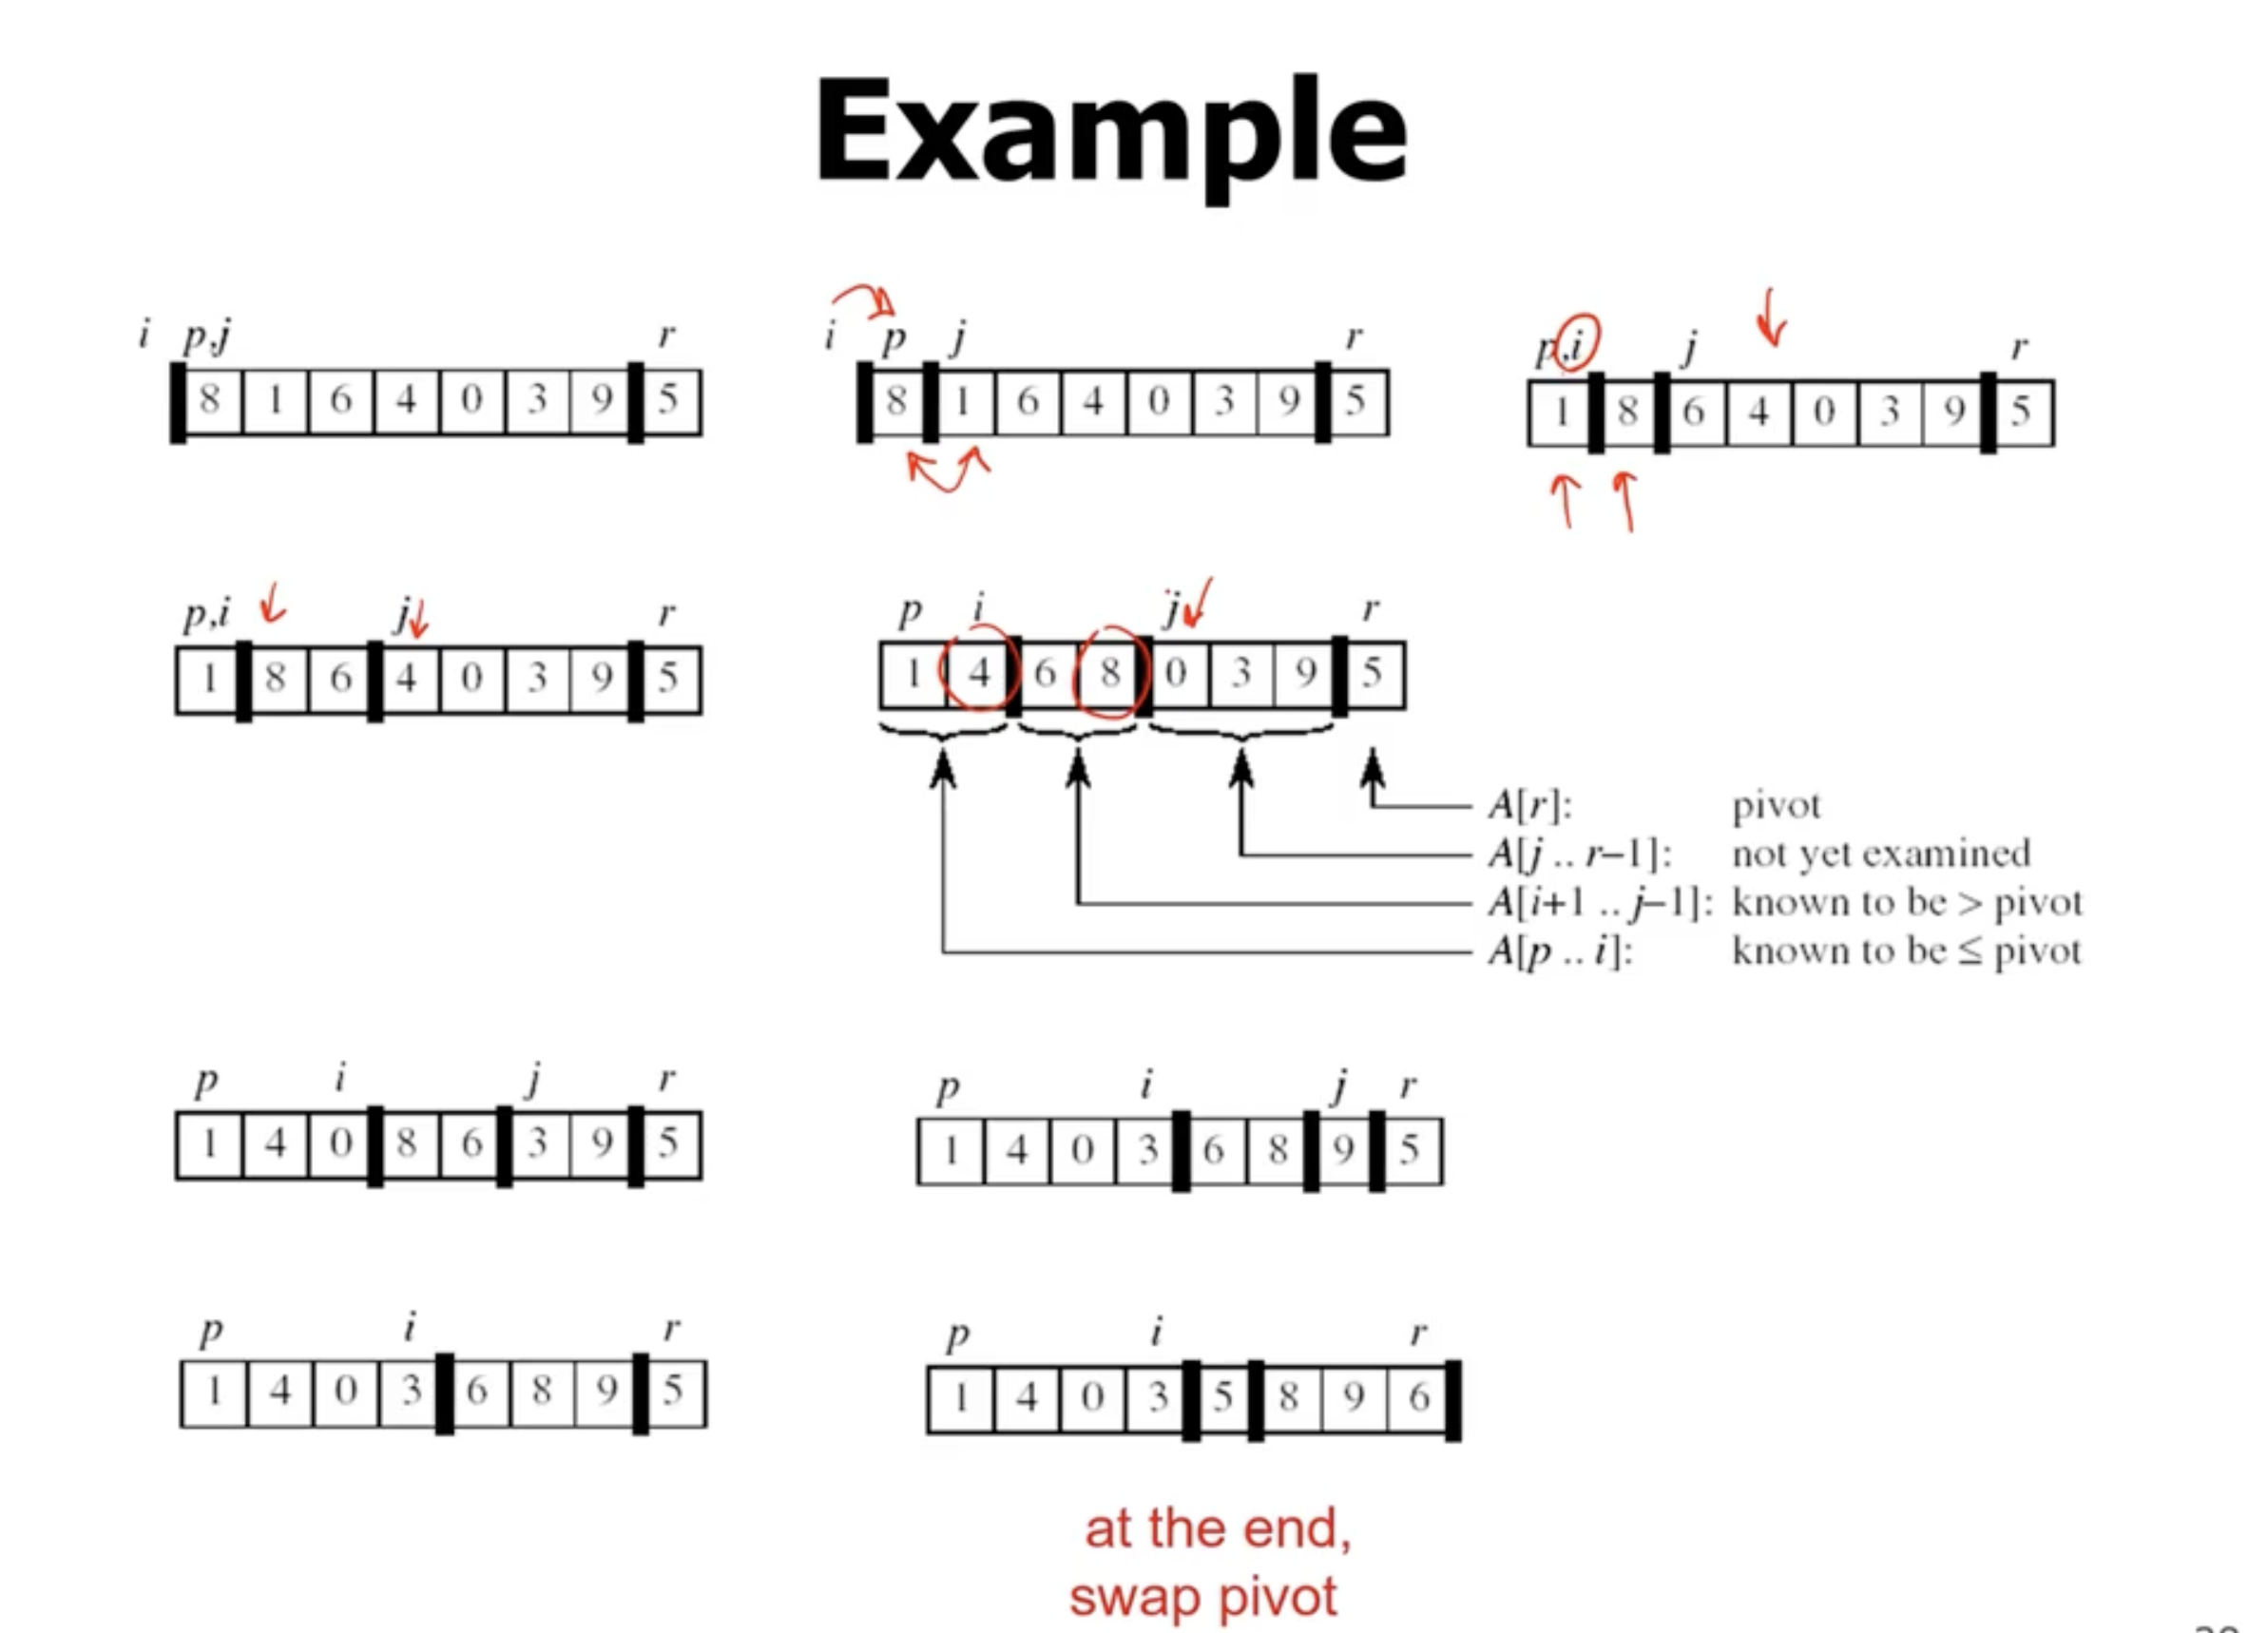 Example
i p,j r
8 1 6 4 0 3 9 5
i p j r
8 1 6 4 0 3 9 5
p,i j r
1 8 6 4 0 3 9 5
p,i j r
1 8 6 4 0 3 9 5
p i j r
1 4 6 8 0 3 9 5
A[r]: pivot
A[j .. r–1]: not yet examined
A[i+1 .. j–1]: known to be > pivot
A[p .. i]: known to be ≤ pivot
p i j r
1 4 0 8 6 3 9 5
p i j r
1 4 0 3 6 8 9 5
p i r
1 4 0 3 6 8 9 5
p i r
1 4 0 3 5 8 9 6
at the end,
swap pivot